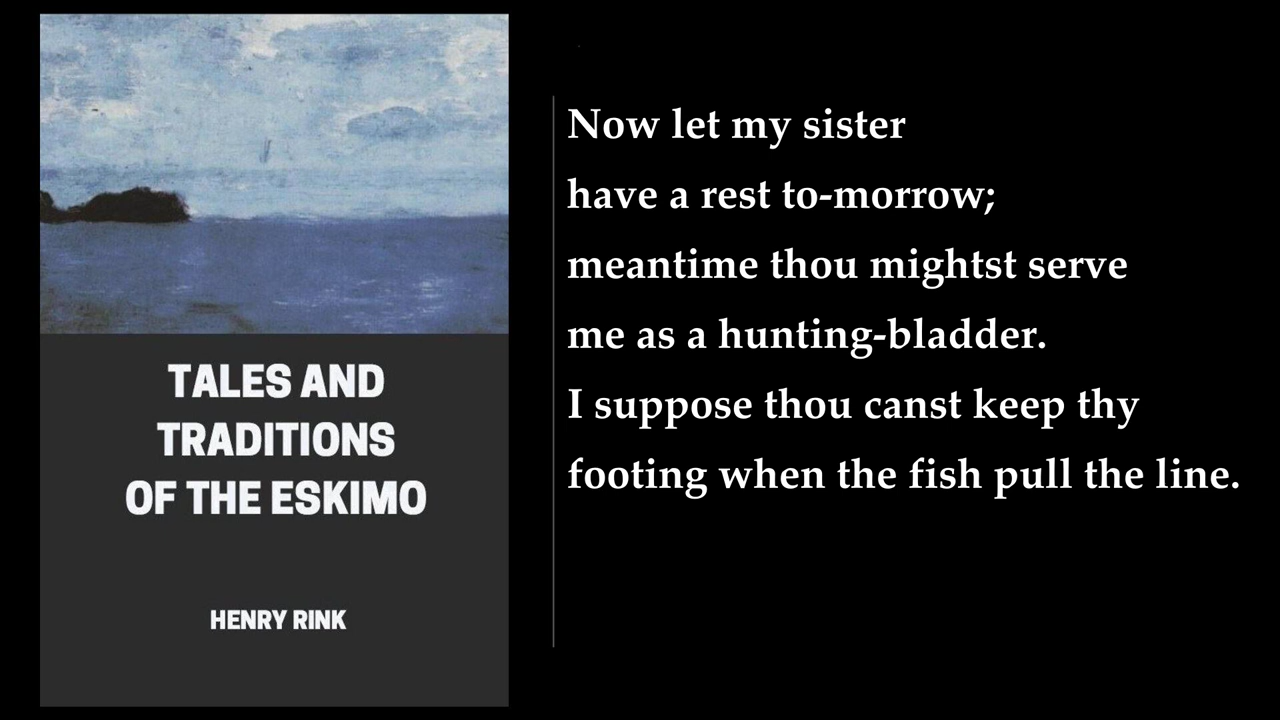 TALES AND
TRADITIONS
OF THE ESKIMO
HENRY RINK
Now let my sister
have a rest to-morrow;
meantime thou mightst serve
me as a hunting-bladder.
I suppose thou canst keep thy
footing when the fish pull the line.